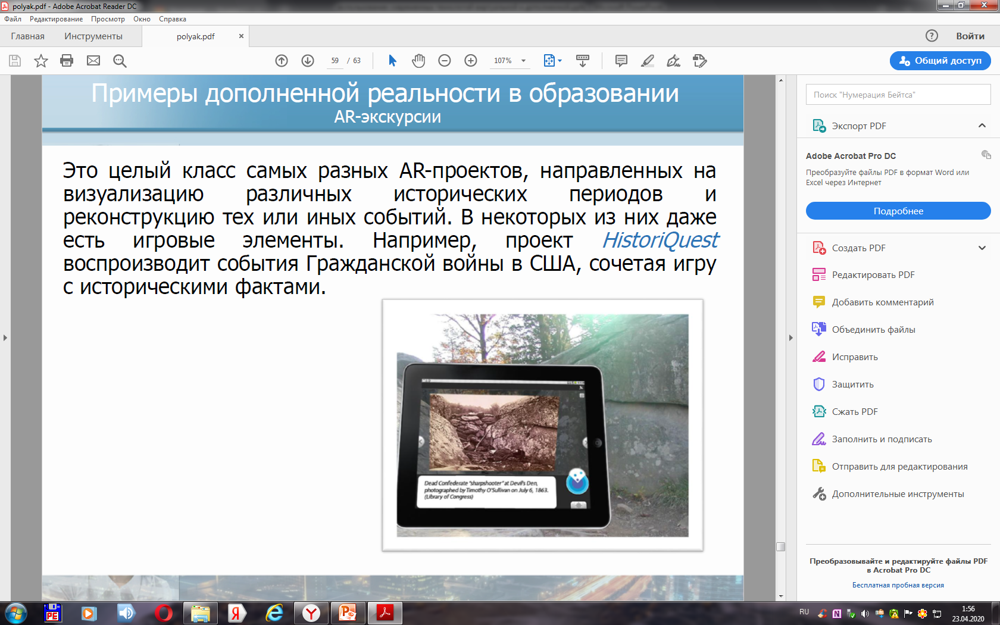 polyak.pdf - Adobe Acrobat Reader DC
Файл Редактирование Просмотр Окно Справка
Главная Инструменты polyak.pdf × ? Войти
59 / 63 107% Общий доступ
Примеры дополненной реальности в образовании
AR-экскурсии
Это целый класс самых разных AR-проектов, направленных на
визуализацию различных исторических периодов и
реконструкцию тех или иных событий. В некоторых из них даже
есть игровые элементы. Например, проект HistoriQuest
воспроизводит события Гражданской войны в США, сочетая игру
с историческими фактами.
Dead Confederate "sharpshooter" at Devil's Den,
photographed by Timothy O'Sullivan on July 6, 1863.
(Library of Congress)
Поиск "Нумерация Бейтса"
Экспорт PDF
Adobe Acrobat Pro DC
Преобразуйте файлы PDF в формат Word или
Excel через Интернет
Подробнее
Создать PDF
Редактировать PDF
Добавить комментарий
Объединить файлы
Исправить
Защитить
Сжать PDF
Заполнить и подписать
Отправить для редактирования
Дополнительные инструменты
Преобразовывайте и редактируйте файлы PDF
в Acrobat Pro DC
Бесплатная пробная версия
PE
Я
RU
1:56
23.04.2020